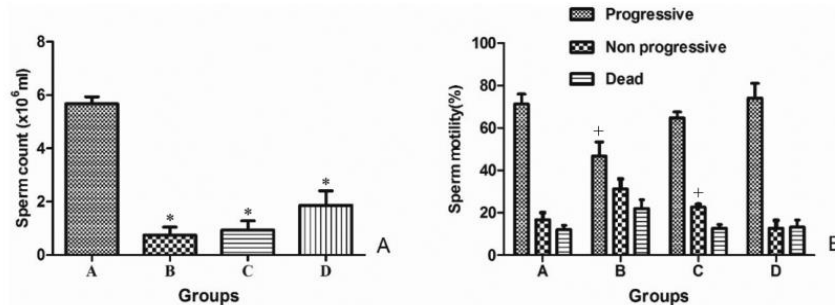 8
6
4
2
0
Sperm count (x10⁶ml)
*
*
*
A
B
C
D
Groups
A
Progressive
Non progressive
Dead
100
80
60
40
20
0
Sperm motility(%)
+
+
A
B
C
D
Groups